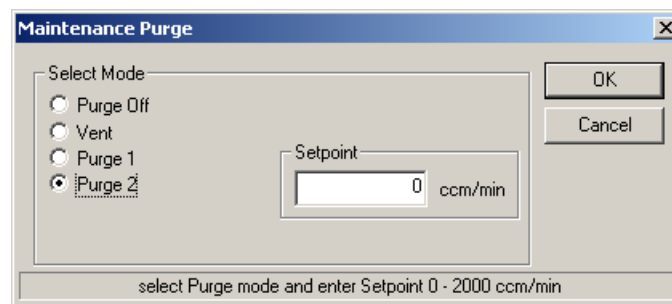 Maintenance Purge
Select Mode
Purge Off
Vent
Purge 1
Purge 2
Setpoint
0 ccm/min
OK
Cancel
select Purge mode and enter Setpoint 0 - 2000 ccm/min